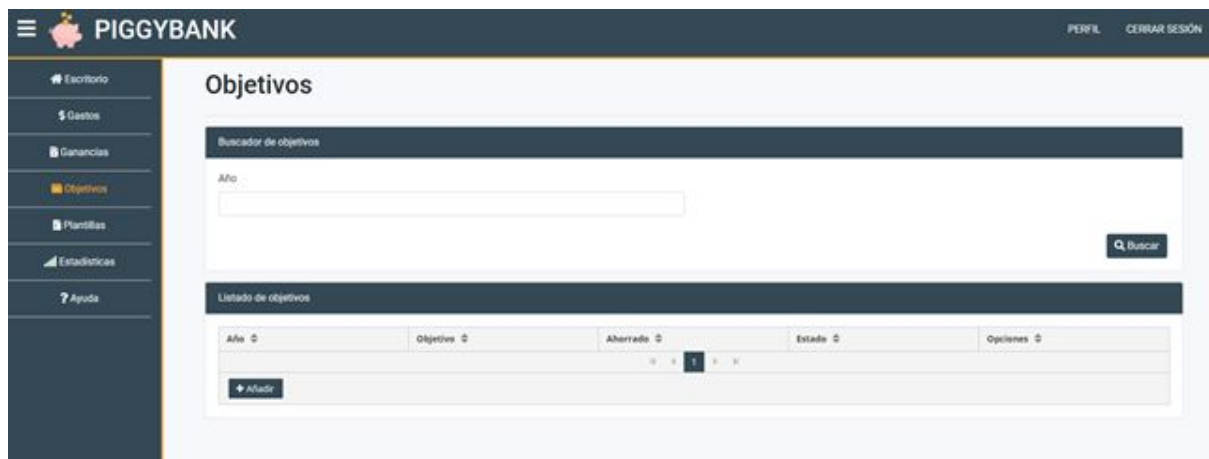 PIGGYBANK
PERFIL CERRAR SESIÓN
Escritorio
Gastos
Ganancias
Objetivos
Plantillas
Estadísticas
? Ayuda
Objetivos
Buscador de objetivos
Año
Buscar
Listado de objetivos
Año Objetivo Ahorrado Estado Opciones
1
+ Añadir